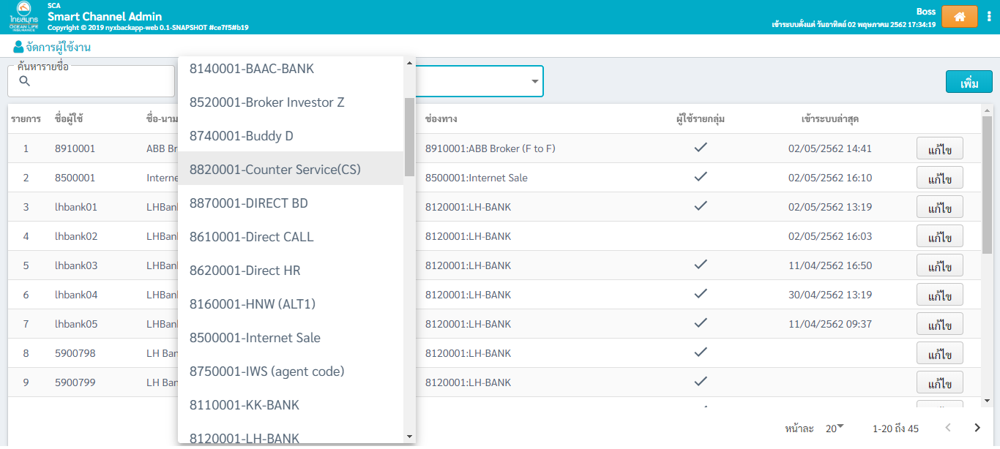 ไทยสมุทร
OCEAN LIFE
INSURANCE
SCA
Smart Channel Admin
Copyright © 2019 nyxbackapp-web 0.1-SNAPSHOT #ce7f5#b19
Boss
เข้าระบบตั้งแต่ วันอาทิตย์ 02 พฤษภาคม 2562 17:34:19
จัดการผู้ใช้งาน
ค้นหารายชื่อ
เพิ่ม
8140001-BAAC-BANK
8520001-Broker Investor Z
8740001-Buddy D
8820001-Counter Service(CS)
8870001-DIRECT BD
8610001-Direct CALL
8620001-Direct HR
8160001-HNW (ALT1)
8500001-Internet Sale
8750001-IWS (agent code)
8110001-KK-BANK
8120001-LH-BANK
รายการ ชื่อผู้ใช้ ชื่อ-นาม ช่องทาง ผู้ใช้รายกลุ่ม เข้าระบบล่าสุด
1 8910001 ABB Br 8910001:ABB Broker (F to F) 02/05/2562 14:41 แก้ไข
2 8500001 Interne 8500001:Internet Sale 02/05/2562 16:10 แก้ไข
3 lhbank01 LHBan 8120001:LH-BANK 02/05/2562 13:19 แก้ไข
4 lhbank02 LHBan 8120001:LH-BANK 02/05/2562 16:03 แก้ไข
5 lhbank03 LHBan 8120001:LH-BANK 11/04/2562 16:50 แก้ไข
6 lhbank04 LHBan 8120001:LH-BANK 30/04/2562 13:19 แก้ไข
7 lhbank05 LHBan 8120001:LH-BANK 11/04/2562 09:37 แก้ไข
8 5900798 LH Ban 8120001:LH-BANK แก้ไข
9 5900799 LH Ban 8120001:LH-BANK แก้ไข
หน้าละ 20 1-20 ถึง 45